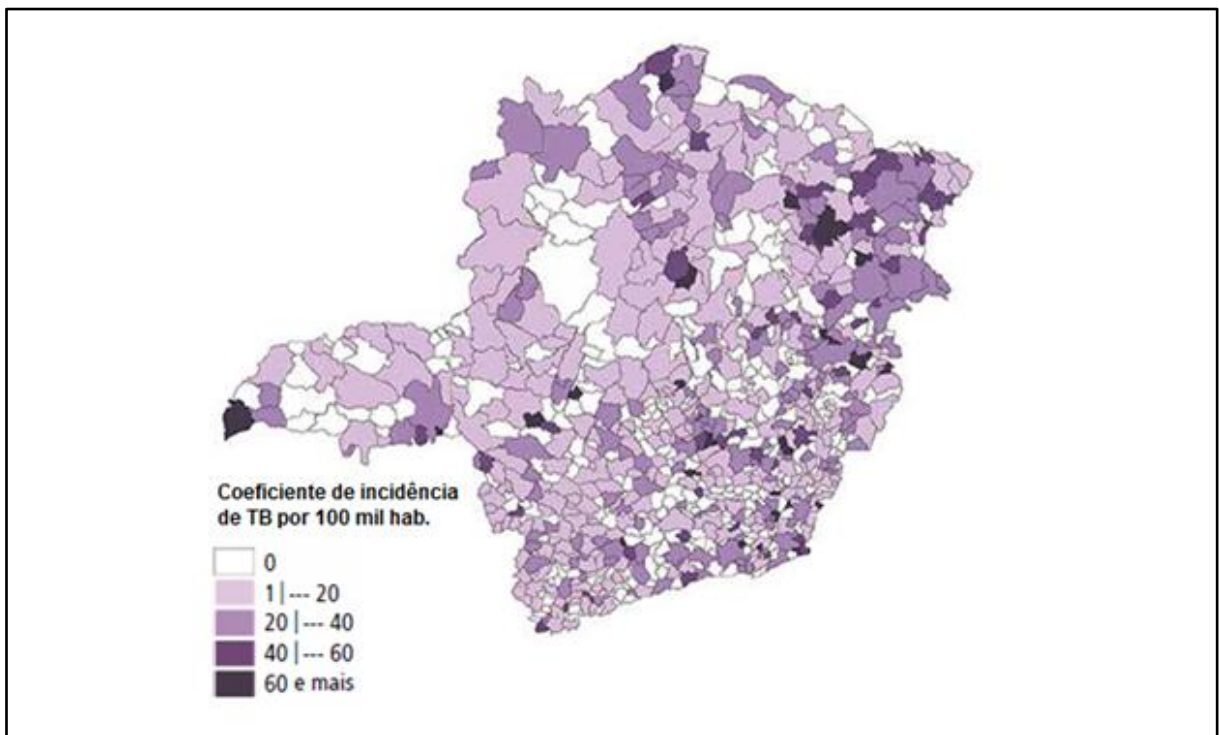 Coeficiente de incidência
de TB por 100 mil hab.
0
1|--- 20
20|--- 40
40|--- 60
60 e mais